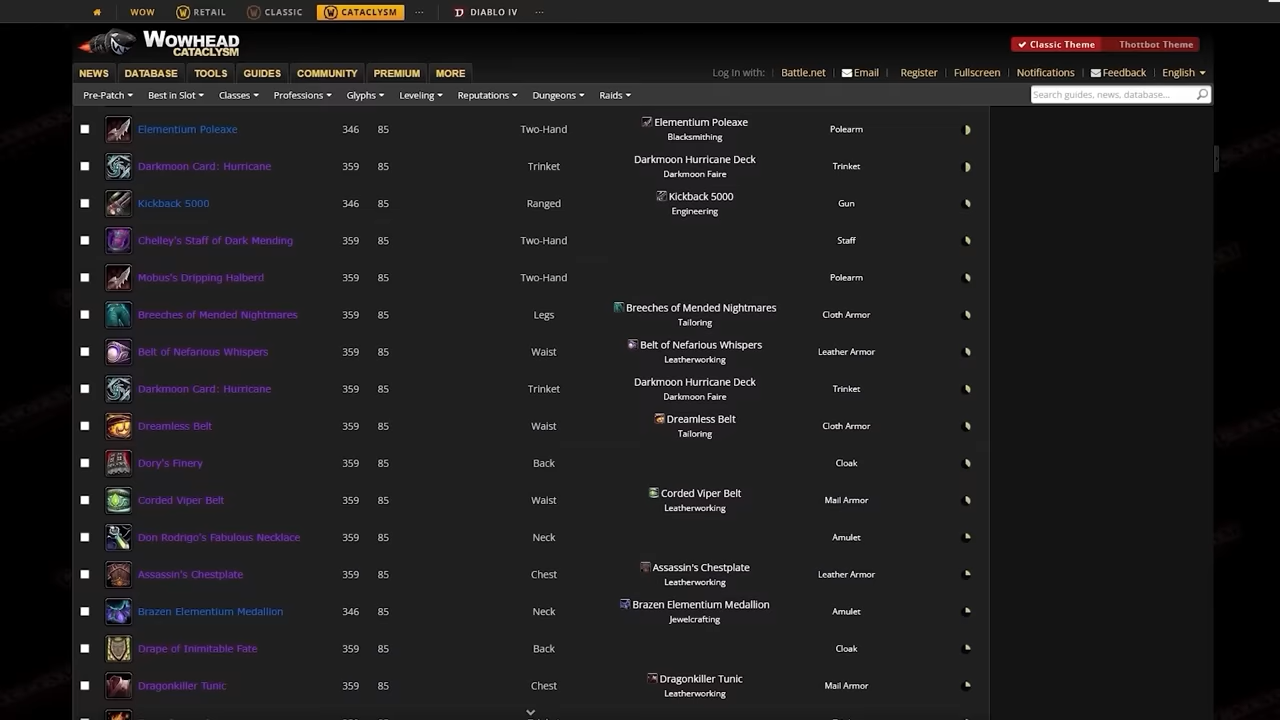 WOW RETAIL CLASSIC CATACLYSM ... DIABLO IV ...
WOWHEAD
CATACLYSM
Classic Theme Thottbot Theme
NEWS DATABASE TOOLS GUIDES COMMUNITY PREMIUM MORE
Log In with: Battle.net Email Register Fullscreen Notifications Feedback English
Pre-Patch Best in Slot Classes Professions Glyphs Leveling Reputations Dungeons Raids
Search guides, news, database...
Elementium Poleaxe 346 85 Two-Hand Elementium Poleaxe Polearm
Blacksmithing
Darkmoon Card: Hurricane 359 85 Trinket Darkmoon Hurricane Deck Trinket
Darkmoon Faire
Kickback 5000 346 85 Ranged Kickback 5000 Gun
Engineering
Chelley's Staff of Dark Mending 359 85 Two-Hand Staff
Mobus's Dripping Halberd 359 85 Two-Hand Polearm
Breeches of Mended Nightmares 359 85 Legs Breeches of Mended Nightmares Cloth Armor
Tailoring
Belt of Nefarious Whispers 359 85 Waist Belt of Nefarious Whispers Leather Armor
Leatherworking
Darkmoon Card: Hurricane 359 85 Trinket Darkmoon Hurricane Deck Trinket
Darkmoon Faire
Dreamless Belt 359 85 Waist Dreamless Belt Cloth Armor
Tailoring
Dory's Finery 359 85 Back Cloak
Corded Viper Belt 359 85 Waist Corded Viper Belt Mail Armor
Leatherworking
Don Rodrigo's Fabulous Necklace 359 85 Neck Amulet
Assassin's Chestplate 359 85 Chest Assassin's Chestplate Leather Armor
Leatherworking
Brazen Elementium Medallion 346 85 Neck Brazen Elementium Medallion Amulet
Jewelcrafting
Drape of Inimitable Fate 359 85 Back Cloak
Dragonkiller Tunic 359 85 Chest Dragonkiller Tunic Mail Armor
Leatherworking